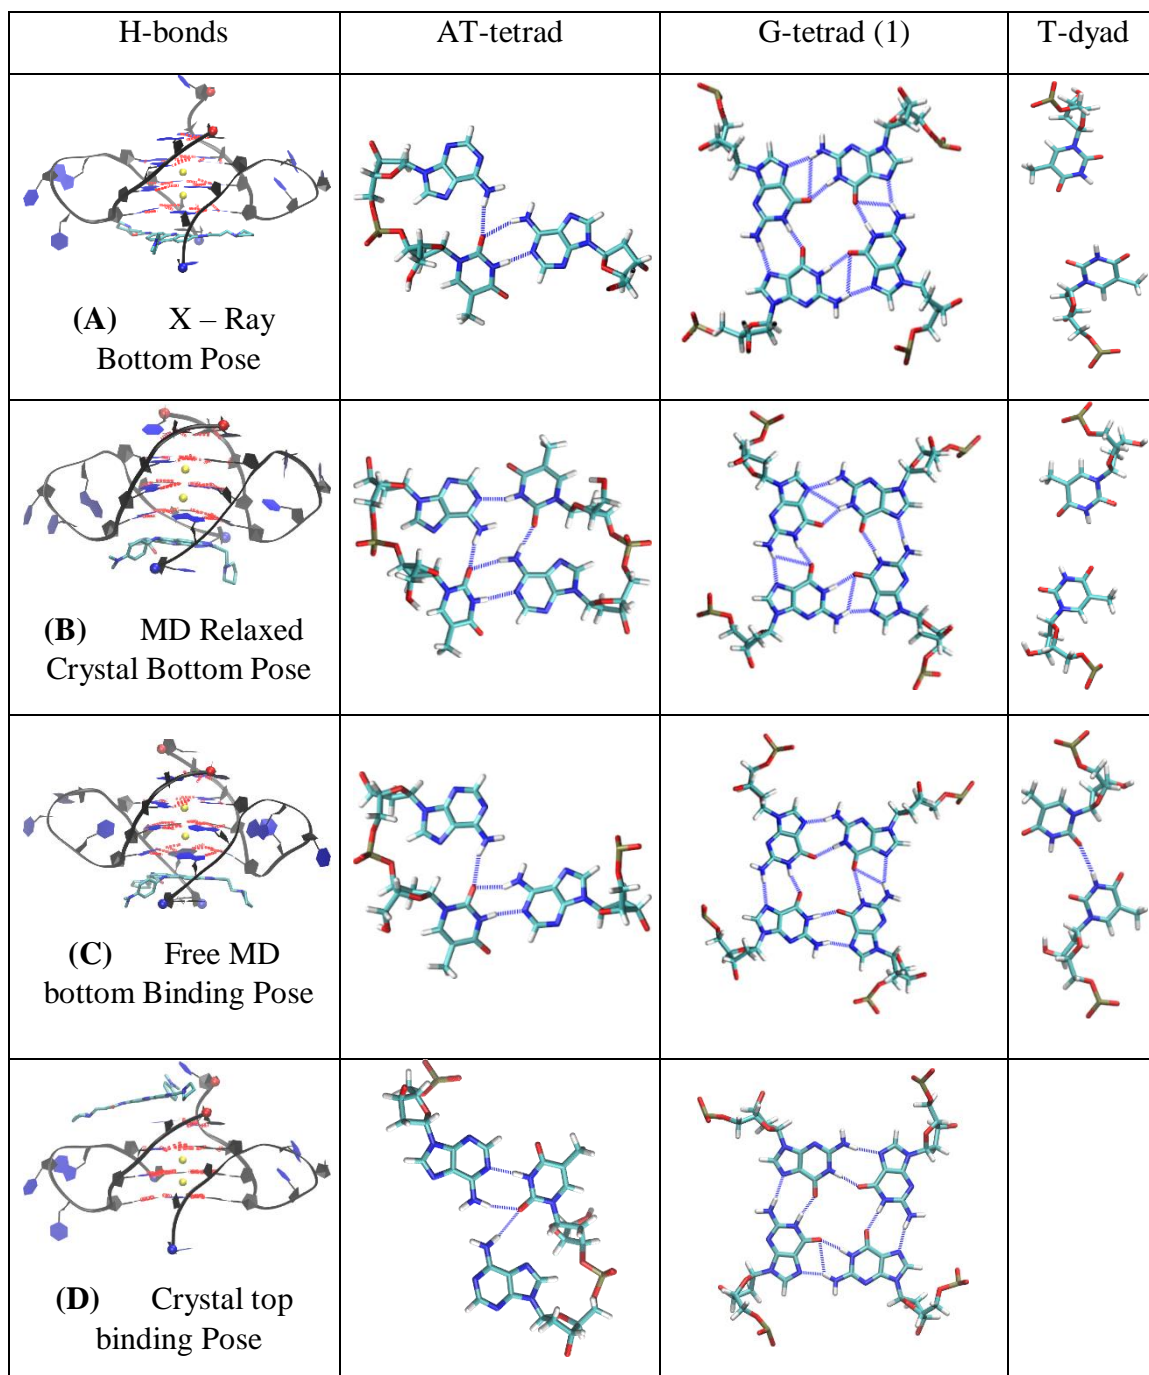 H-bonds
AT-tetrad
G-tetrad (1)
T-dyad
(A) X – Ray
Bottom Pose
(B) MD Relaxed
Crystal Bottom Pose
(C) Free MD
bottom Binding Pose
(D) Crystal top
binding Pose